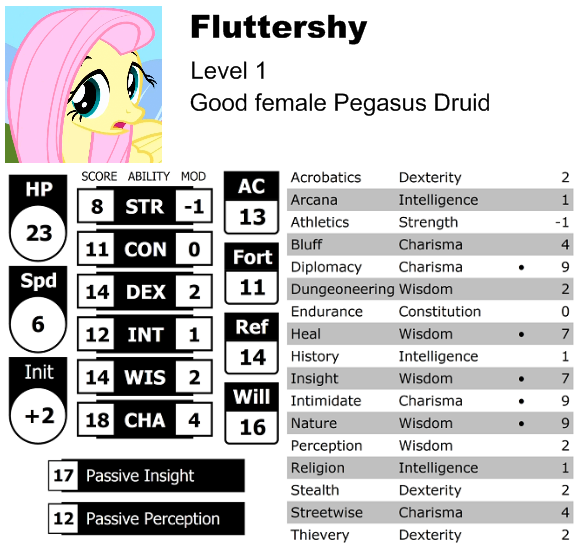 Fluttershy
Level 1
Good female Pegasus Druid
HP
23
Spd
6
Init
+2
SCORE ABILITY MOD
8 STR -1
11 CON 0
14 DEX 2
12 INT 1
14 WIS 2
18 CHA 4
AC
13
Fort
11
Ref
14
Will
16
17 Passive Insight
12 Passive Perception
Acrobatics Dexterity 2
Arcana Intelligence 1
Athletics Strength -1
Bluff Charisma 4
Diplomacy Charisma • 9
Dungeoneering Wisdom 2
Endurance Constitution 0
Heal Wisdom • 7
History Intelligence 1
Insight Wisdom • 7
Intimidate Charisma • 9
Nature Wisdom • 9
Perception Wisdom 2
Religion Intelligence 1
Stealth Dexterity 2
Streetwise Charisma 4
Thievery Dexterity 2